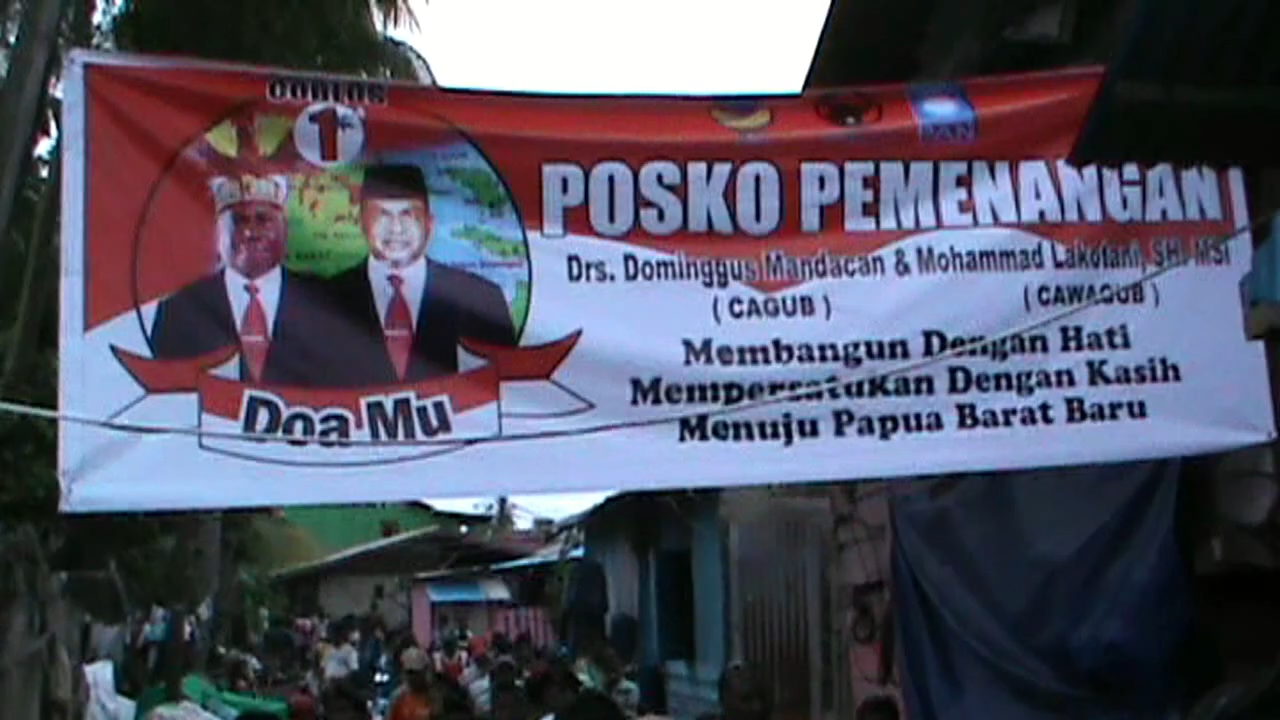 COBLOS
1
PAN
POSKO PEMENANGAN
Drs. Dominggus Mandacan & Mohammad Lakotani, SH. MSi
( CAGUB )
( CAWAGUB )
Membangun Dengan Hati
Mempersatukan Dengan Kasih
Menuju Papua Barat Baru
Doa Mu